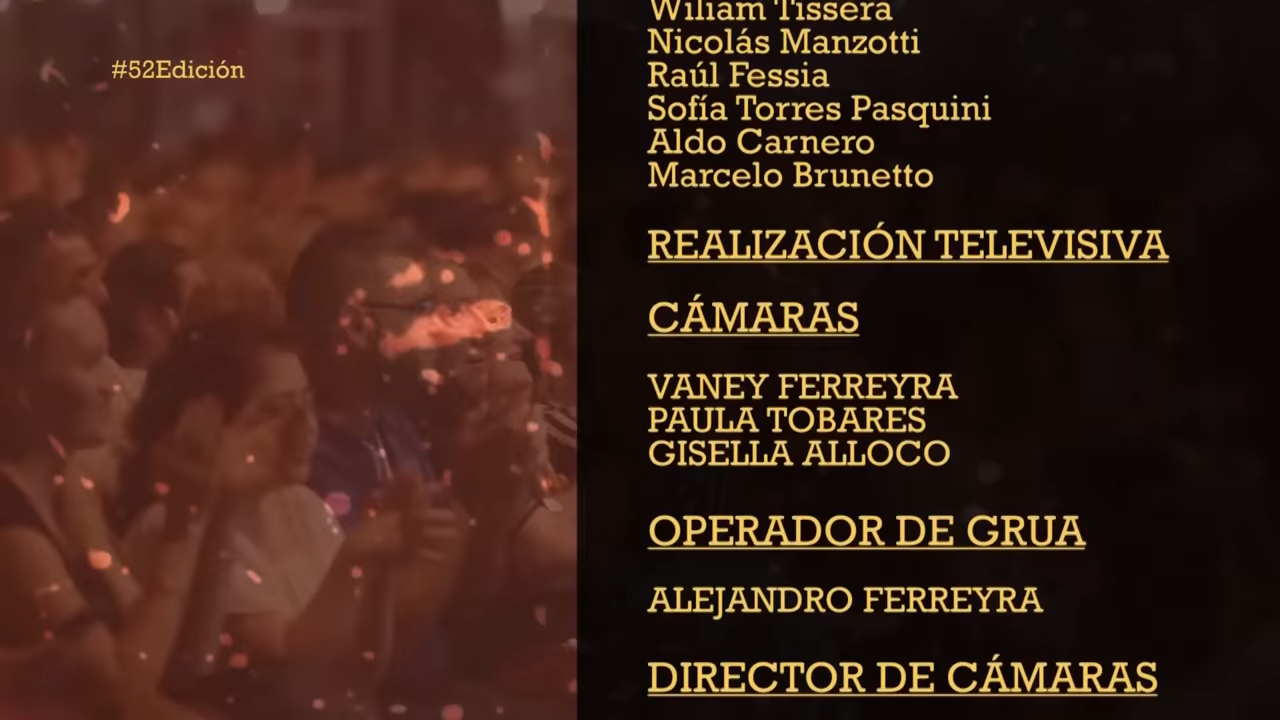 #52Edición
Wiliam Tissera
Nicolás Manzotti
Raúl Fessia
Sofía Torres Pasquini
Aldo Carnero
Marcelo Brunetto
REALIZACIÓN TELEVISIVA
CÁMARAS
VANEY FERREYRA
PAULA TOBARES
GISELLA ALLOCO
OPERADOR DE GRUA
ALEJANDRO FERREYRA
DIRECTOR DE CÁMARAS